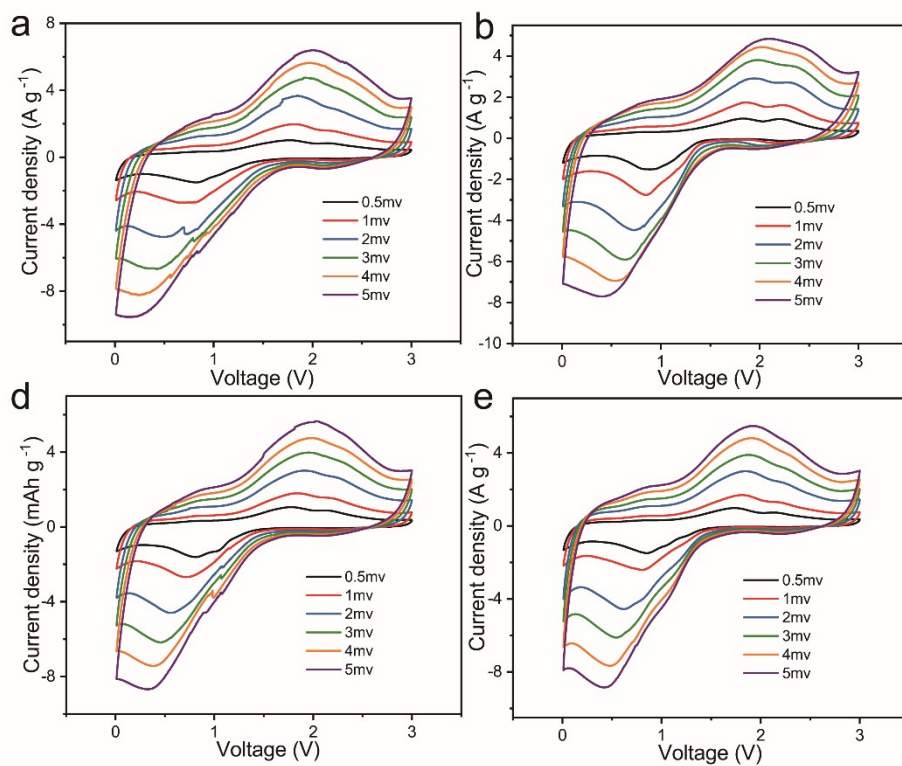 a
Current density (A g⁻¹)
8
4
0
-4
-8
0.5mv
1mv
2mv
3mv
4mv
5mv
0 1 2 3
Voltage (V)
b
Current density (A g⁻¹)
6
4
2
0
-2
-4
-6
-8
-10
0.5mv
1mv
2mv
3mv
4mv
5mv
0 1 2 3
Voltage (V)
d
Current density (mAh g⁻¹)
4
0
-4
-8
0.5mv
1mv
2mv
3mv
4mv
5mv
0 1 2 3
Voltage (V)
e
Current density (A g⁻¹)
4
0
-4
-8
0.5mv
1mv
2mv
3mv
4mv
5mv
0 1 2 3
Voltage (V)